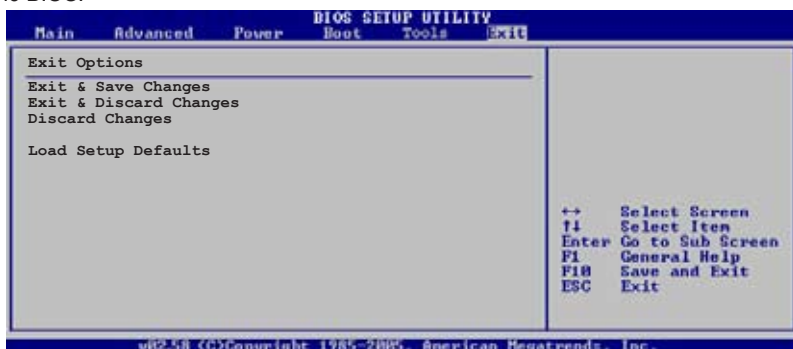 BIOS SETUP UTILITY
Main Advanced Power Boot Tools Exit
Exit Options
Exit & Save Changes
Exit & Discard Changes
Discard Changes
Load Setup Defaults
←→ Select Screen
↑↓ Select Item
Enter Go to Sub Screen
F1 General Help
F10 Save and Exit
ESC Exit
v02.58 (C)Copyright 1985-2005, American Megatrends, Inc.